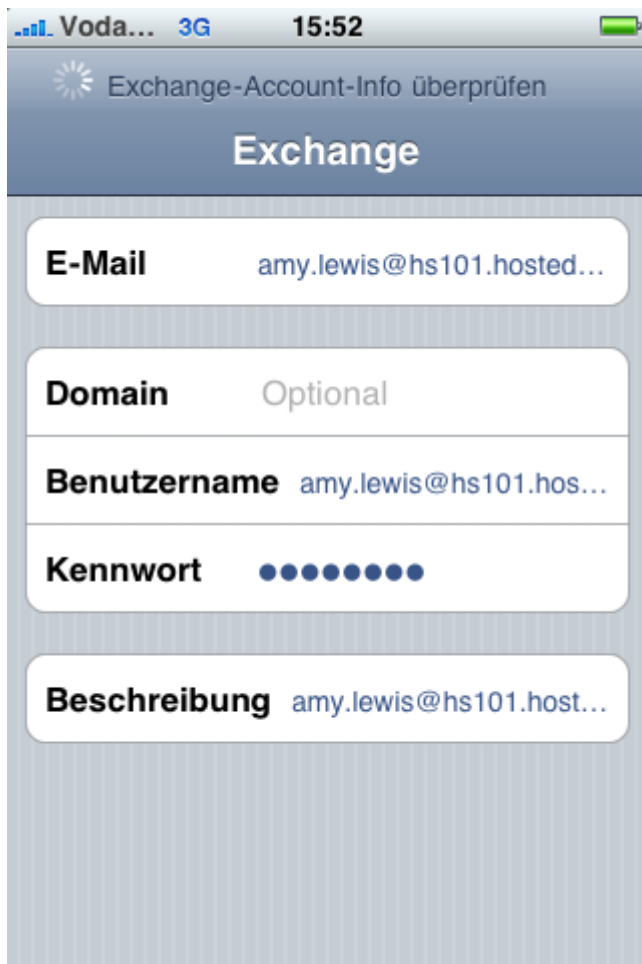 Voda... 3G 15:52
Exchange-Account-Info überprüfen
Exchange
E-Mail amy.lewis@hs101.hosted...
Domain Optional
Benutzername amy.lewis@hs101.hos...
Kennwort ●●●●●●●●
Beschreibung amy.lewis@hs101.host...